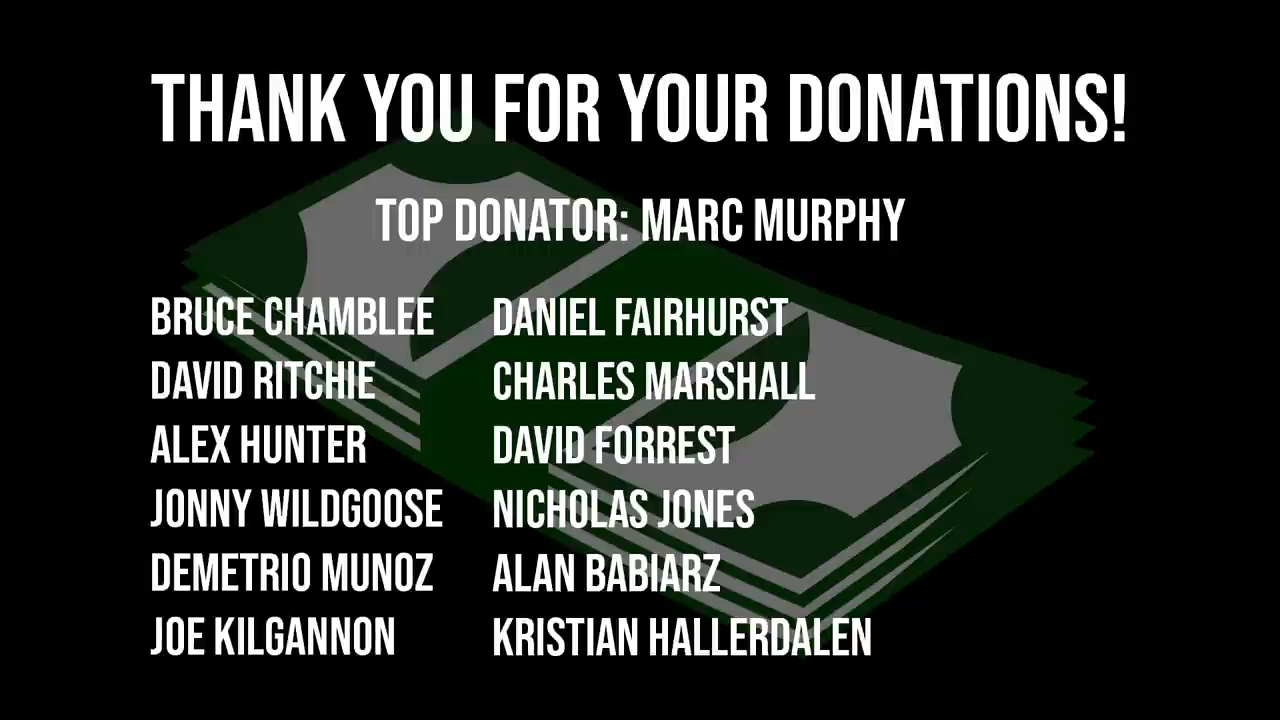 THANK YOU FOR YOUR DONATIONS!
TOP DONATOR: MARC MURPHY
BRUCE CHAMBLEE
DAVID RITCHIE
ALEX HUNTER
JONNY WILDGOOSE
DEMETRIO MUNOZ
JOE KILGANNON
DANIEL FAIRHURST
CHARLES MARSHALL
DAVID FORREST
NICHOLAS JONES
ALAN BABIARZ
KRISTIAN HALLERDALEN